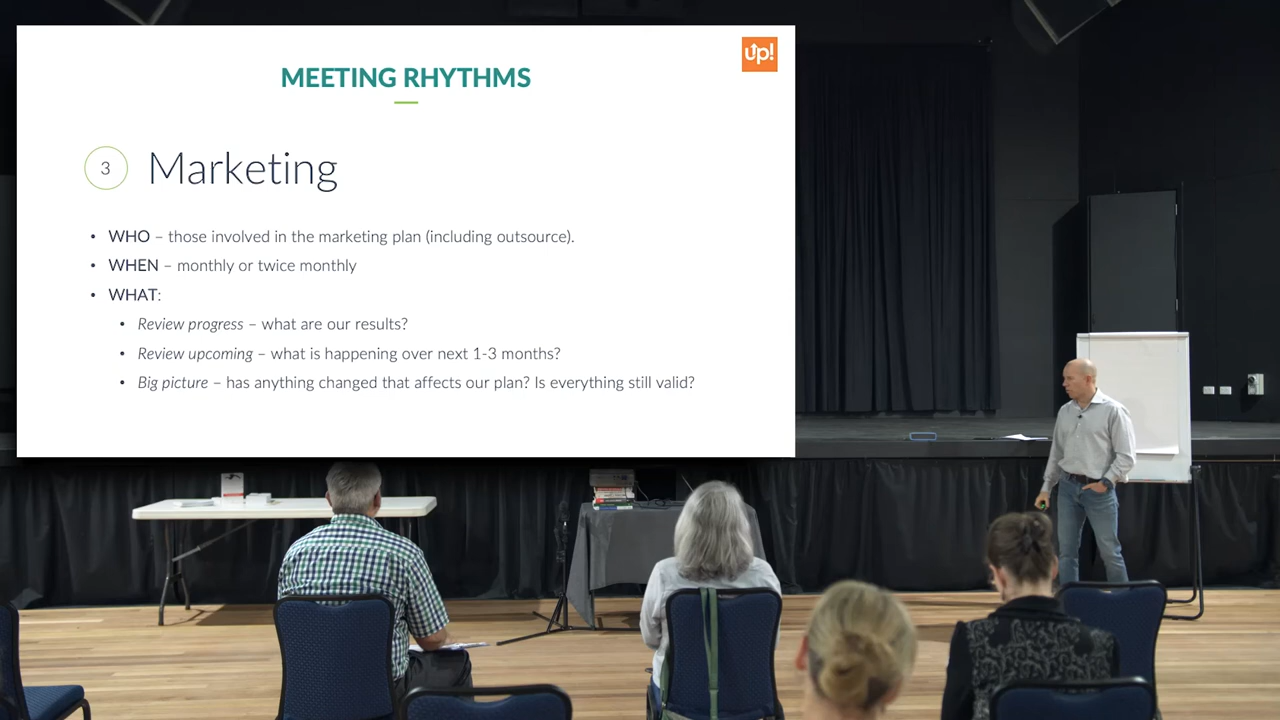 up!
MEETING RHYTHMS
3
Marketing
• WHO – those involved in the marketing plan (including outsource).
• WHEN – monthly or twice monthly
• WHAT:
• Review progress – what are our results?
• Review upcoming – what is happening over next 1-3 months?
• Big picture – has anything changed that affects our plan? Is everything still valid?